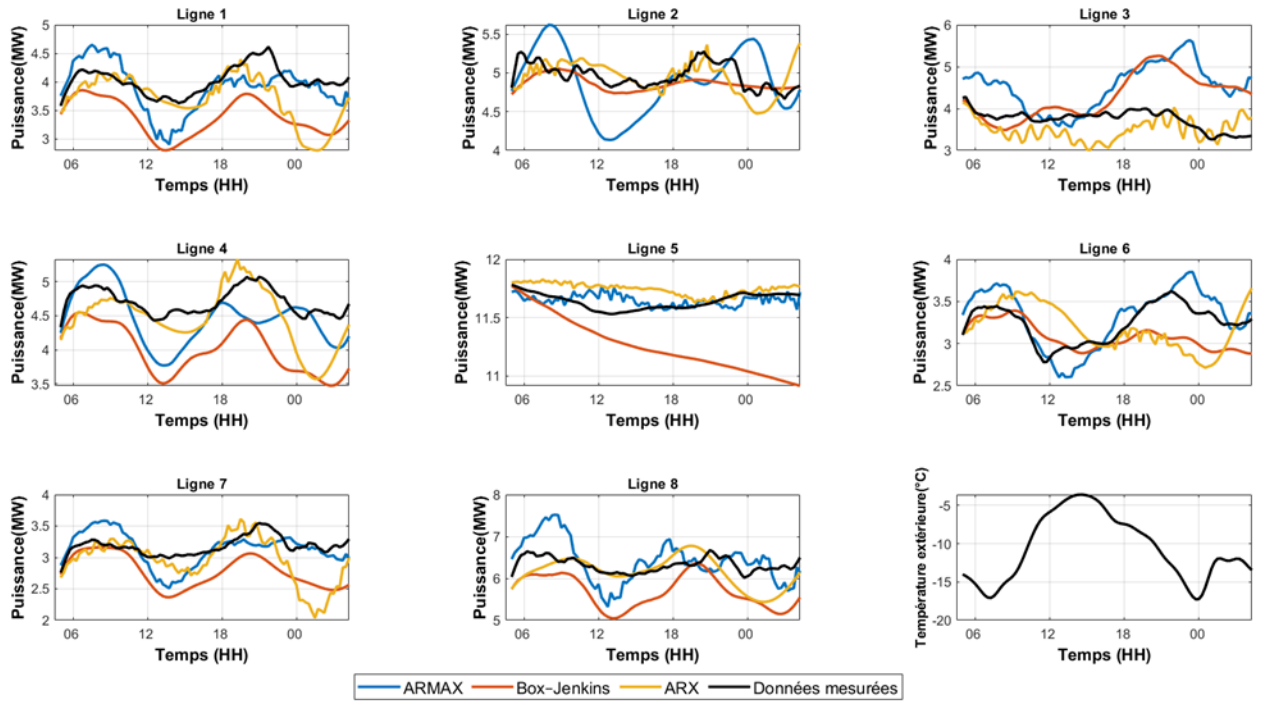 Ligne 1
Puissance(MW)
5
4.5
4
3.5
3
06 12 18 00
Temps (HH)
Ligne 2
Puissance(MW)
5.5
5
4.5
4
06 12 18 00
Temps (HH)
Ligne 3
Puissance(MW)
6
5
4
3
06 12 18 00
Temps (HH)
Ligne 4
Puissance(MW)
5
4.5
4
3.5
06 12 18 00
Temps (HH)
Ligne 5
Puissance(MW)
12
11.5
11
06 12 18 00
Temps (HH)
Ligne 6
Puissance(MW)
4
3.5
3
2.5
06 12 18 00
Temps (HH)
Ligne 7
Puissance(MW)
4
3.5
3
2.5
2
06 12 18 00
Temps (HH)
Ligne 8
Puissance(MW)
8
7
6
5
06 12 18 00
Temps (HH)
Température extérieure(°C)
-5
-10
-15
-20
06 12 18 00
Temps (HH)
ARMAX Box-Jenkins ARX Données mesurées